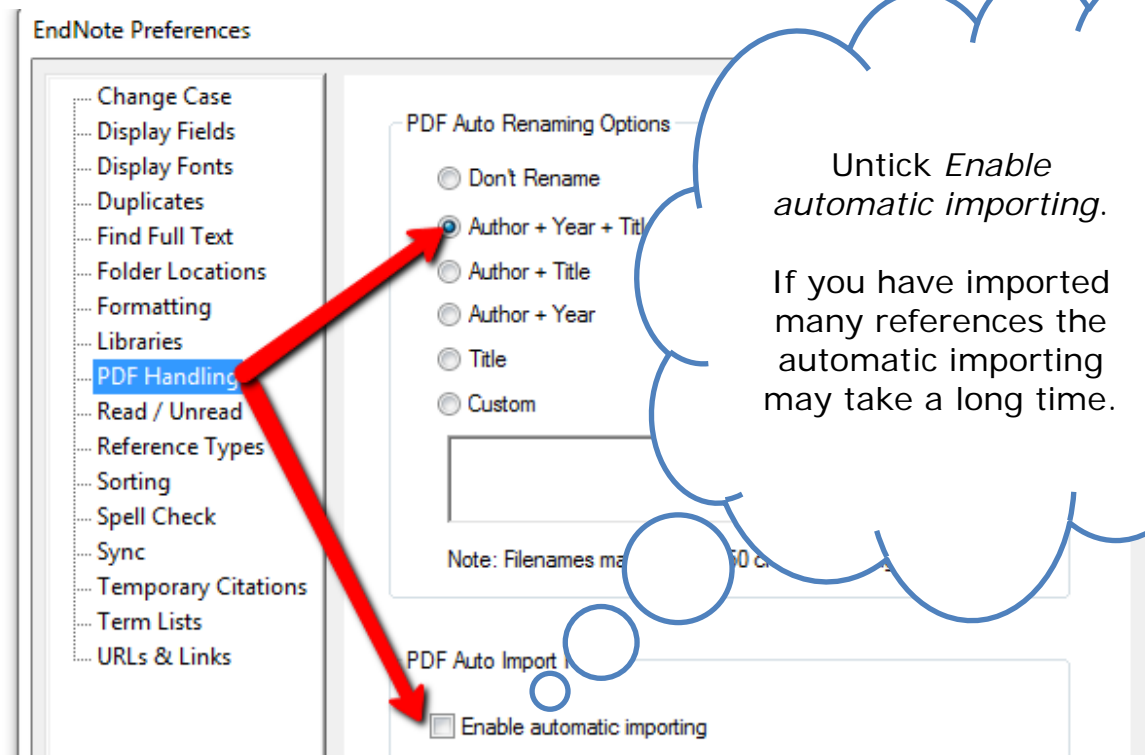 EndNote Preferences
Change Case
Display Fields
Display Fonts
Duplicates
Find Full Text
Folder Locations
Formatting
Libraries
PDF Handling
Read / Unread
Reference Types
Sorting
Spell Check
Sync
Temporary Citations
Term Lists
URLs & Links
PDF Auto Renaming Options
Don't Rename
Author + Year + Titl
Author + Title
Author + Year
Title
Custom
Note: Filenames
PDF Auto Import
Enable automatic importing
Untick Enable
automatic importing.
If you have imported
many references the
automatic importing
may take a long time.